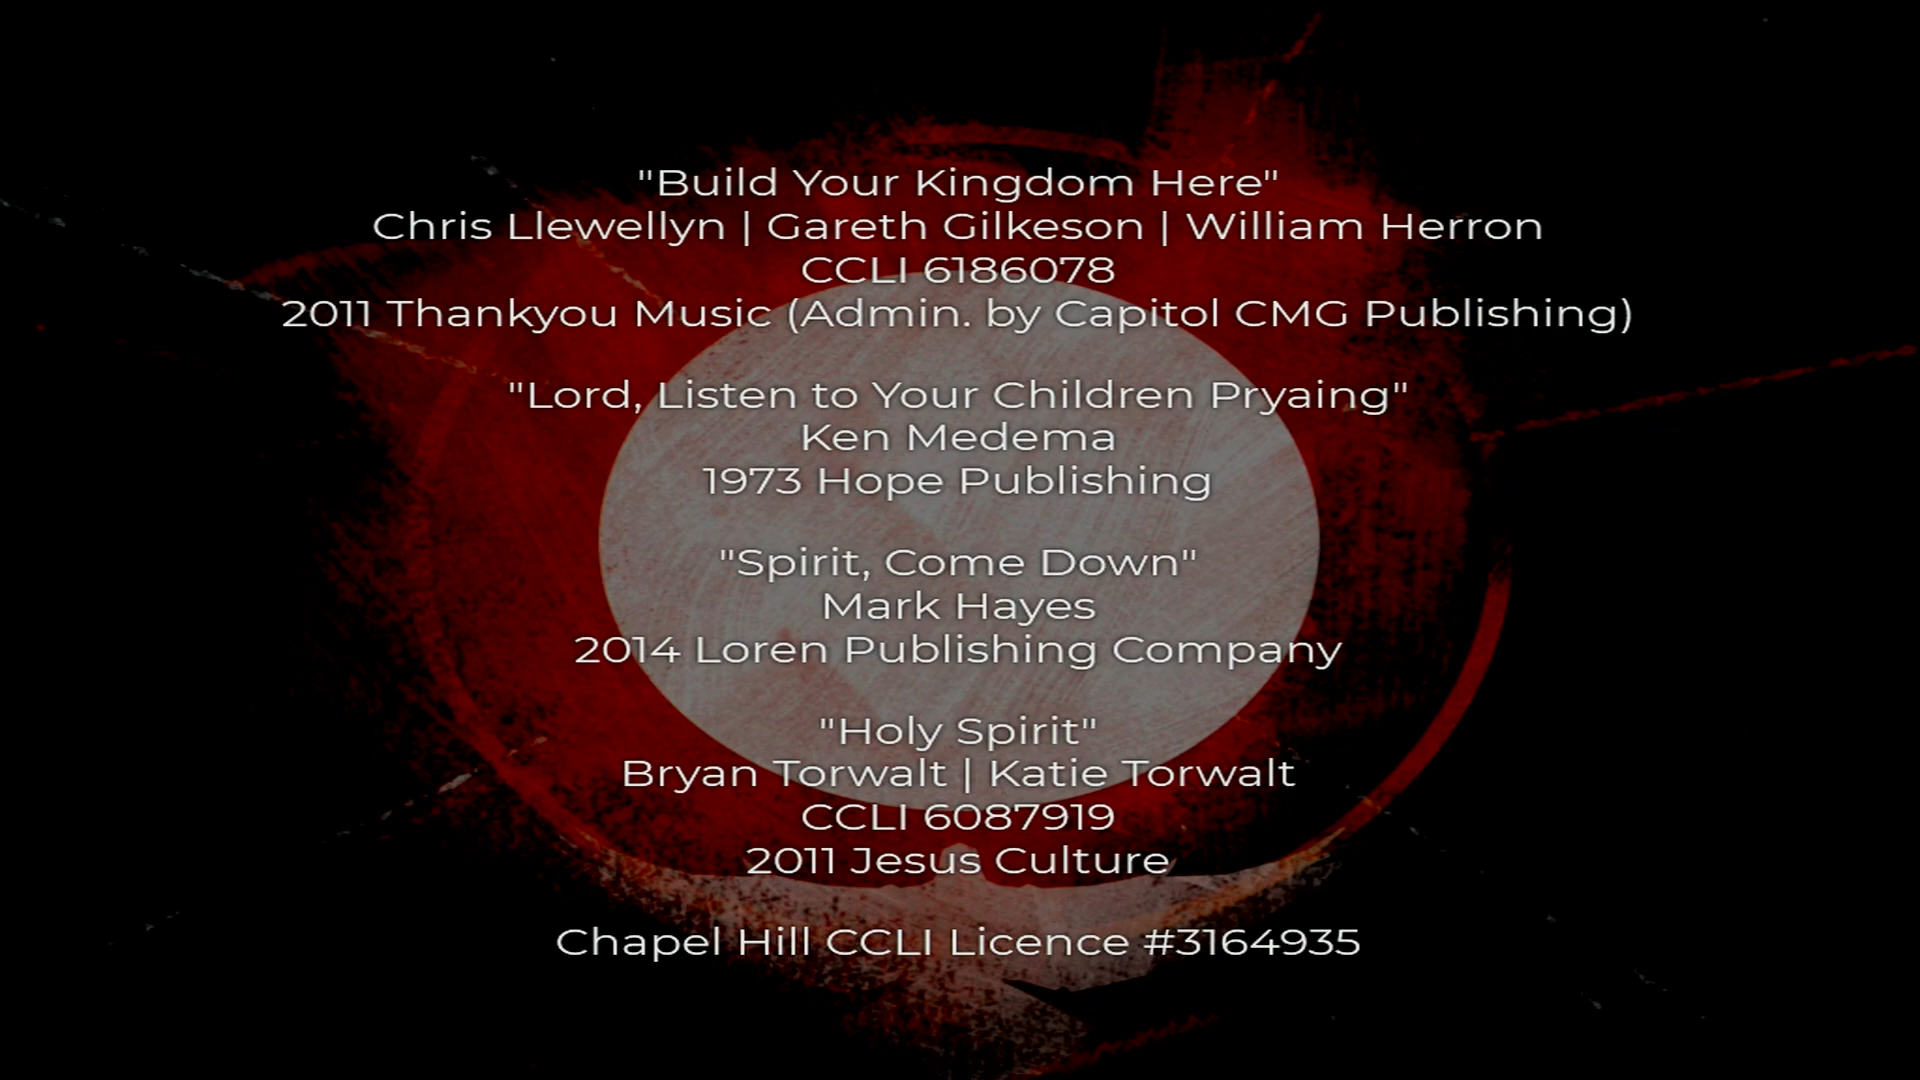 "Build Your Kingdom Here"
Chris Llewellyn | Gareth Gilkeson | William Herron
CCLI 6186078
2011 Thankyou Music (Admin. by Capitol CMG Publishing)
"Lord, Listen to Your Children Pryaing"
Ken Medema
1973 Hope Publishing
"Spirit, Come Down"
Mark Hayes
2014 Loren Publishing Company
"Holy Spirit"
Bryan Torwalt | Katie Torwalt
CCLI 6087919
2011 Jesus Culture
Chapel Hill CCLI Licence #3164935